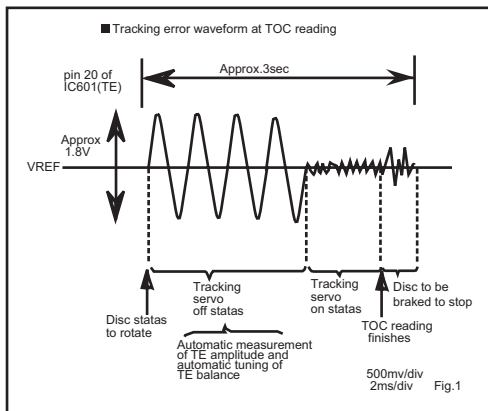 ■ Tracking error waveform at TOC reading
pin 20 of
IC601(TE)
Approx.3sec
Approx
1.8V
VREF
Disc statas
to rotate
Tracking
servo
off statas
Automatic measurement
of TE amplitude and
automatic tuning of
TE balance
Tracking
servo
on statas
Disc to be
braked to stop
TOC reading
finishes
500mv/div
2ms/div
Fig.1